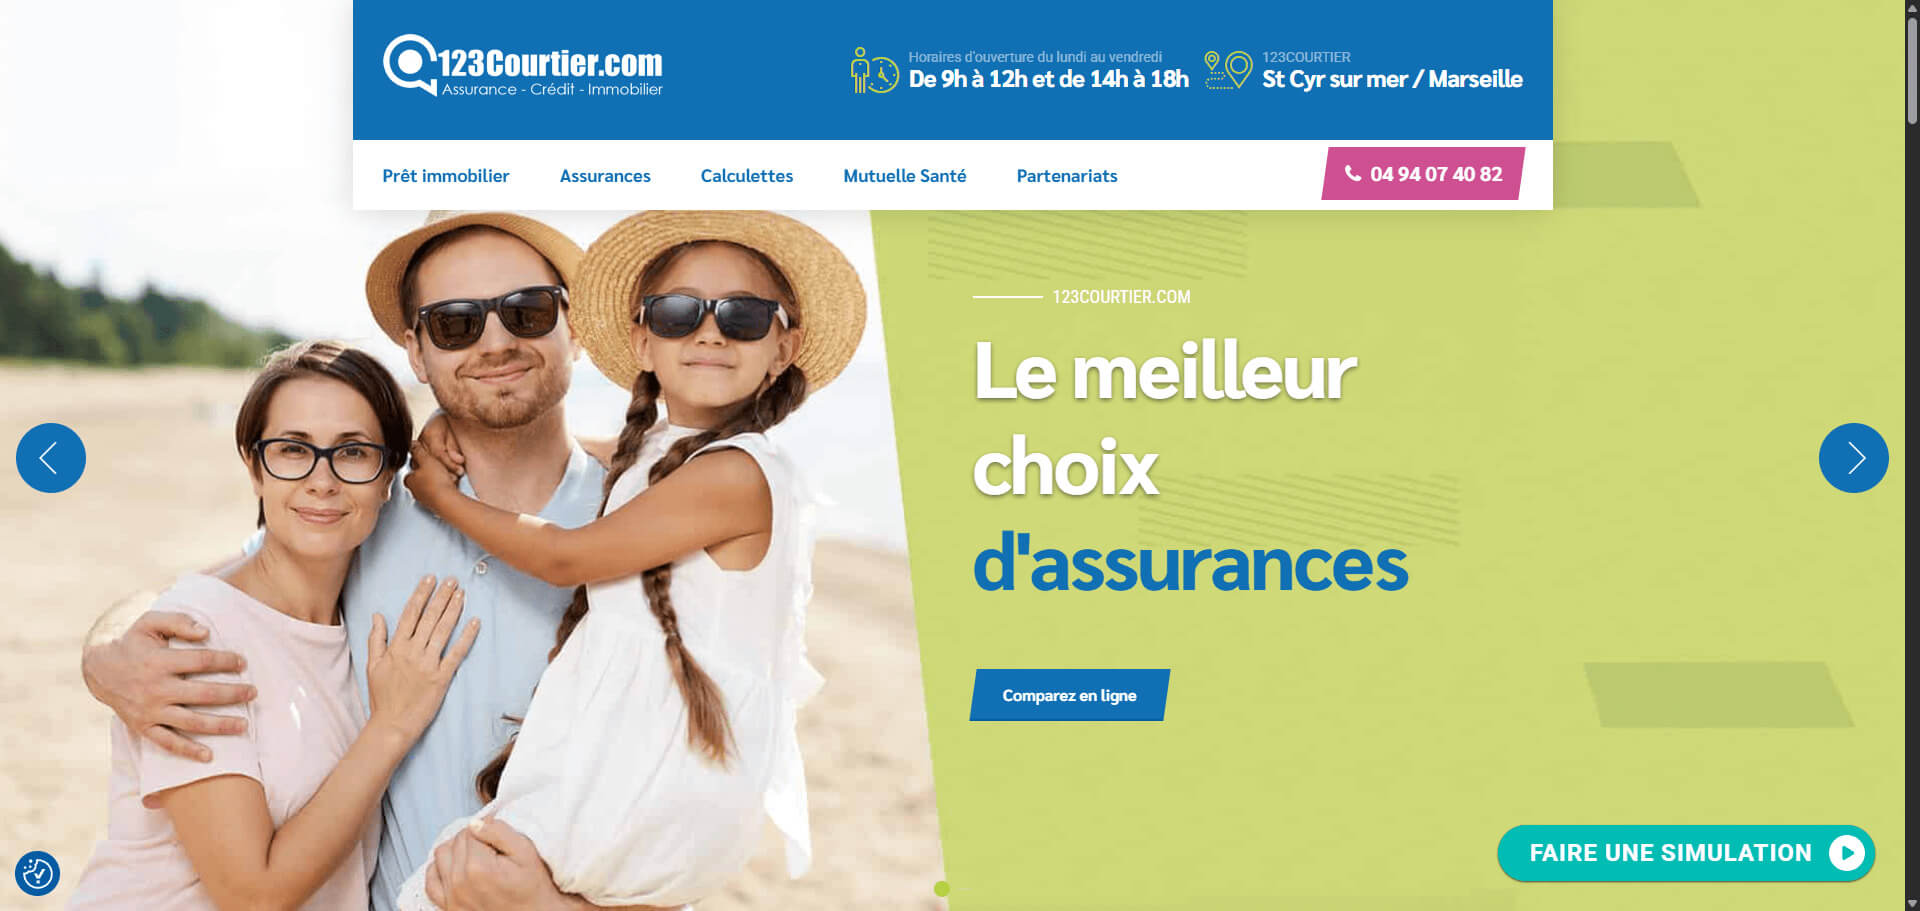 123Courtier.com
Assurance - Crédit - Immobilier
Horaires d'ouverture du lundi au vendredi
De 9h à 12h et de 14h à 18h
123COURTIER
St Cyr sur mer / Marseille
Prêt immobilier
Assurances
Calculettes
Mutuelle Santé
Partenariats
04 94 07 40 82
123COURTIER.COM
Le meilleur
choix
d'assurances
Comparez en ligne
FAIRE UNE SIMULATION